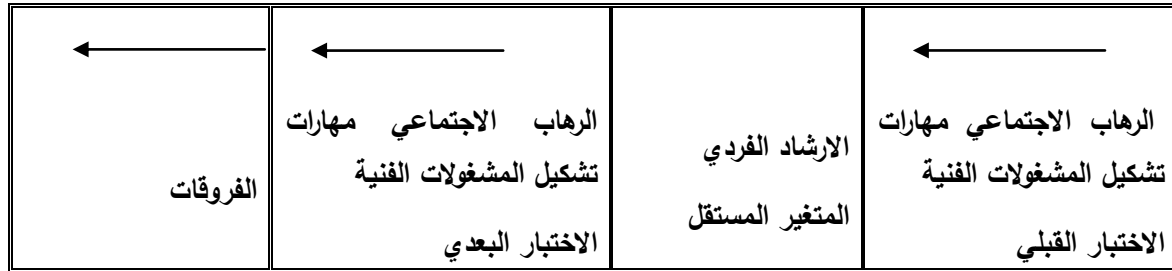 الرهاب الاجتماعي مهارات
تشكيل المشغولات الفنية
الاختبار القبلي
الارشاد الفردي
المتغير المستقل
الرهاب الاجتماعي مهارات
تشكيل المشغولات الفنية
الاختبار البعدي
الفروقات